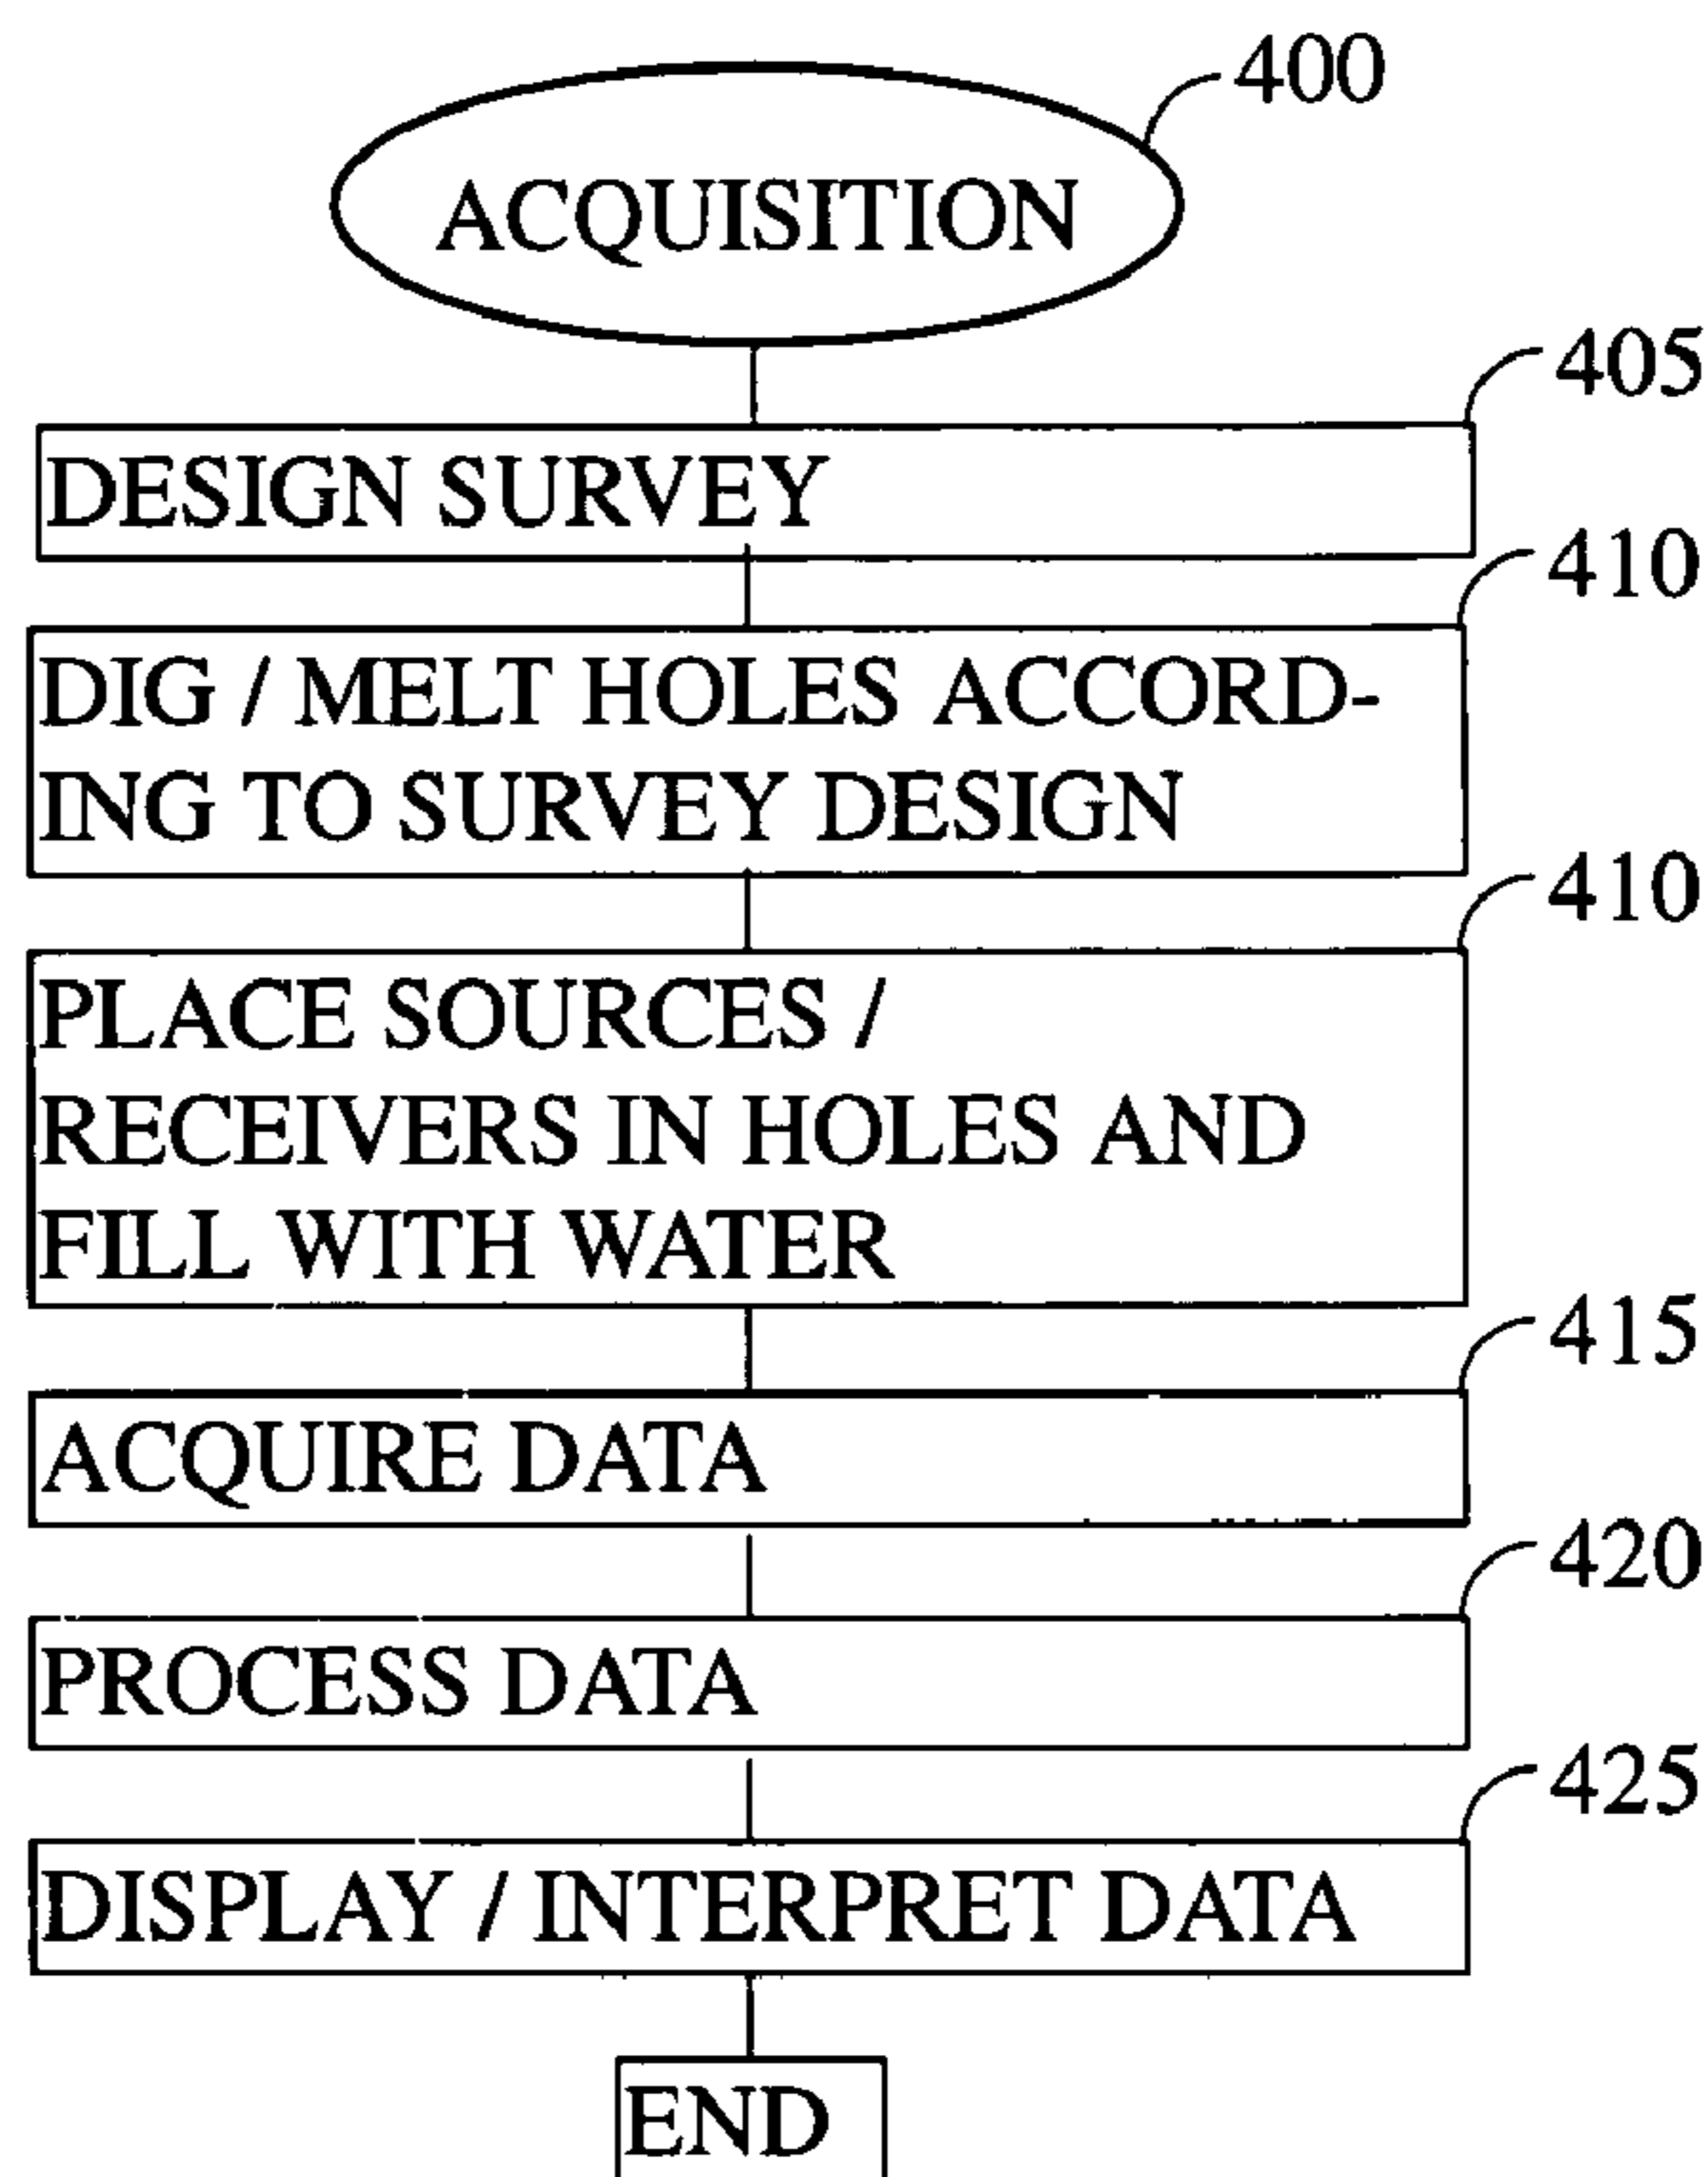 400
ACQUISITION
405
DESIGN SURVEY
410
DIG / MELT HOLES ACCORD-
ING TO SURVEY DESIGN
410
PLACE SOURCES /
RECEIVERS IN HOLES AND
FILL WITH WATER
415
ACQUIRE DATA
420
PROCESS DATA
425
DISPLAY / INTERPRET DATA
END